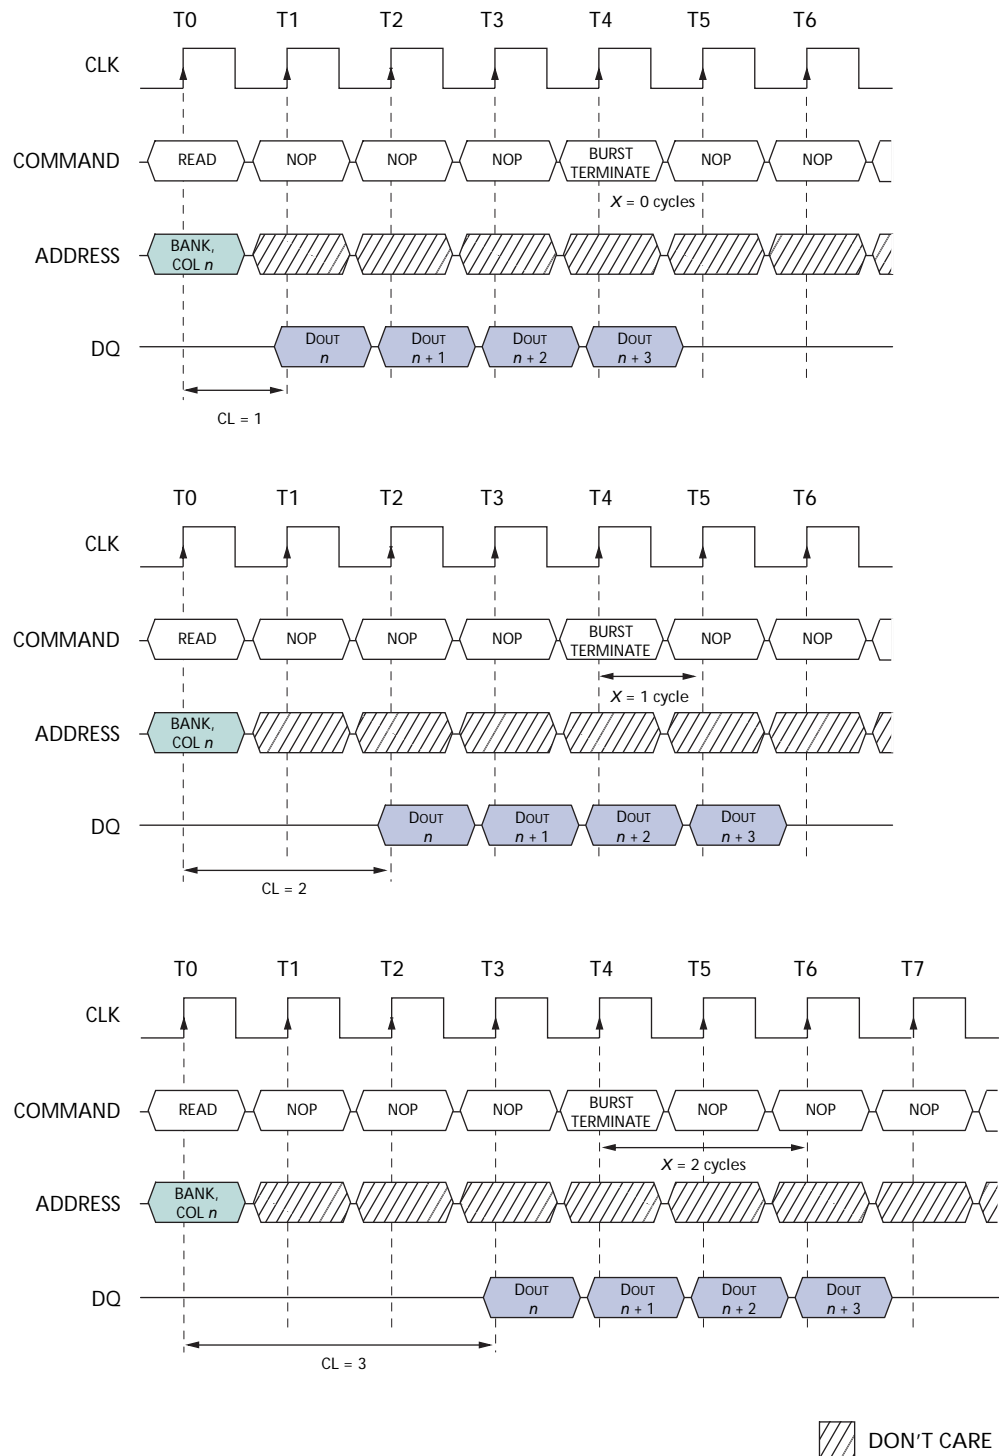 T0 T1 T2 T3 T4 T5 T6
CLK
COMMAND READ NOP NOP NOP BURST TERMINATE NOP NOP
X = 0 cycles
ADDRESS BANK, COL n
DQ DOUT n DOUT n + 1 DOUT n + 2 DOUT n + 3
CL = 1
T0 T1 T2 T3 T4 T5 T6
CLK
COMMAND READ NOP NOP NOP BURST TERMINATE NOP NOP
X = 1 cycle
ADDRESS BANK, COL n
DQ DOUT n DOUT n + 1 DOUT n + 2 DOUT n + 3
CL = 2
T0 T1 T2 T3 T4 T5 T6 T7
CLK
COMMAND READ NOP NOP NOP BURST TERMINATE NOP NOP NOP
X = 2 cycles
ADDRESS BANK, COL n
DQ DOUT n DOUT n + 1 DOUT n + 2 DOUT n + 3
CL = 3
DON'T CARE